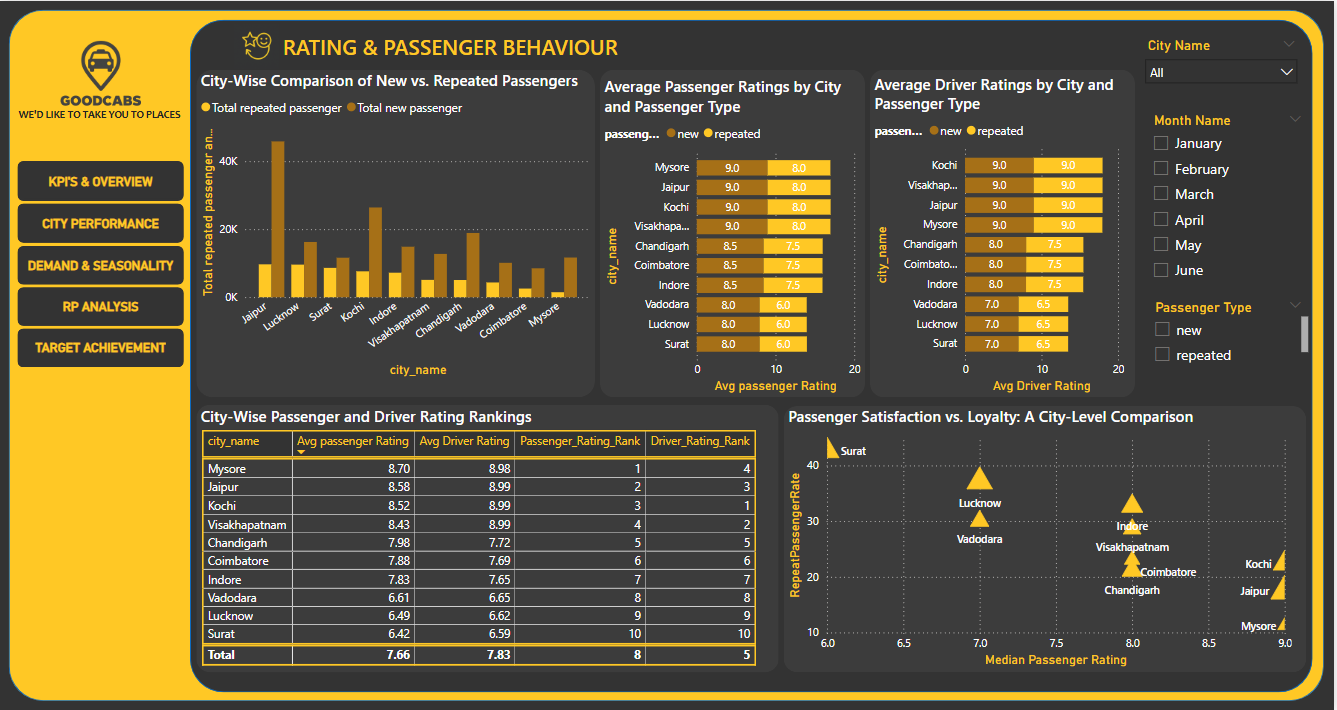 GOODCABS
WE'D LIKE TO TAKE YOU TO PLACES
KPI'S & OVERVIEW
CITY PERFORMANCE
DEMAND & SEASONALITY
RP ANALYSIS
TARGET ACHIEVEMENT
RATING & PASSENGER BEHAVIOUR
City-Wise Comparison of New vs. Repeated Passengers
Total repeated passenger Total new passenger
Total repeated passenger an...
40K
20K
0K
Jaipur
Lucknow
Surat
Kochi
Indore
Visakhapatnam
Chandigarh
Vadodara
Coimbatore
Mysore
city_name
Average Passenger Ratings by City
and Passenger Type
passeng... new repeated
city_name
Mysore 9.0 8.0
Jaipur 9.0 8.0
Kochi 9.0 8.0
Visakhapa... 9.0 8.0
Chandigarh 8.5 7.5
Coimbatore 8.5 7.5
Indore 8.5 7.5
Vadodara 8.0 6.0
Lucknow 8.0 6.0
Surat 8.0 6.0
0 10 20
Avg passenger Rating
Average Driver Ratings by City and
Passenger Type
passen... new repeated
city_name
Kochi 9.0 9.0
Visakhap... 9.0 9.0
Jaipur 9.0 9.0
Mysore 9.0 9.0
Chandigarh 8.0 7.5
Coimbato... 8.0 7.5
Indore 8.0 7.5
Vadodara 7.0 6.5
Lucknow 7.0 6.5
Surat 7.0 6.5
0 10 20
Avg Driver Rating
City Name
All
Month Name
January
February
March
April
May
June
Passenger Type
new
repeated
City-Wise Passenger and Driver Rating Rankings
city_name Avg passenger Rating Avg Driver Rating Passenger_Rating_Rank Driver_Rating_Rank
Mysore 8.70 8.98 1 4
Jaipur 8.58 8.99 2 3
Kochi 8.52 8.99 3 1
Visakhapatnam 8.43 8.99 4 2
Chandigarh 7.98 7.72 5 5
Coimbatore 7.88 7.69 6 6
Indore 7.83 7.65 7 7
Vadodara 6.61 6.65 8 8
Lucknow 6.49 6.62 9 9
Surat 6.42 6.59 10 10
Total 7.66 7.83 8 5
Passenger Satisfaction vs. Loyalty: A City-Level Comparison
RepeatPassengerRate
40
30
20
10
Surat
Lucknow
Vadodara
Indore
Visakhapatnam
Coimbatore
Chandigarh
Kochi
Jaipur
Mysore
6.0 6.5 7.0 7.5 8.0 8.5 9.0
Median Passenger Rating